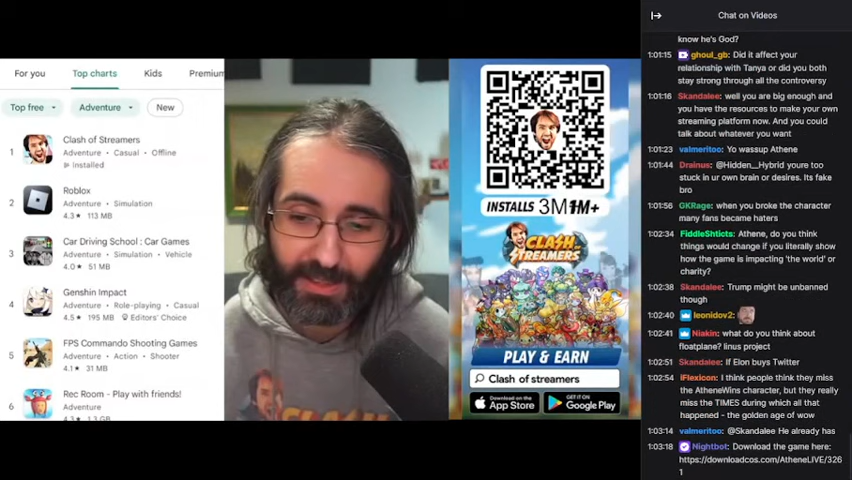 For you
Top charts
Kids
Premium
Top free
Adventure
New
1
Clash of Streamers
Adventure • Casual • Offline
Installed
2
Roblox
Adventure • Simulation
4.3★ 113 MB
3
Car Driving School : Car Games
Adventure • Simulation • Vehicle
4.0★ 51 MB
4
Genshin Impact
Adventure • Role-playing • Casual
4.5★ 195 MB Editors' Choice
5
FPS Commando Shooting Games
Adventure • Action • Shooter
4.1★ 31 MB
6
Rec Room - Play with friends!
Adventure
4.3★ 1.3 GB
INSTALLS 3M 1M+
CLASH
OF
STREAMERS
PLAY & EARN
Clash of streamers
Download on the
App Store
GET IT ON
Google Play
Chat on Videos
know he's God?
1:01:15 ghoul_gb: Did it affect your
relationship with Tanya or did you both
stay strong through all the controversy
1:01:16 Skandalee: well you are big enough and
you have the resources to make your own
streaming platform now. And you could
talk about whatever you want
1:01:23 valmeritoo: Yo wassup Athene
1:01:44 Drainus: @Hidden__Hybrid youre too
stuck in ur own brain or desires. Its fake
bro
1:01:56 GKRage: when you broke the character
many fans became haters
1:02:34 FiddleShticts: Athene, do you think
things would change if you literally show
how the game is impacting 'the world' or
charity?
1:02:38 Skandalee: Trump might be unbanned
though
1:02:40 leonidov2:
1:02:41 Niakin: what do you think about
floatplane? linus project
1:02:51 Skandalee: If Elon buys Twitter
1:02:54 iFlexicon: I think people think they miss
the AtheneWins character, but they really
miss the TIMES during which all that
happened - the golden age of wow
1:03:14 valmeritoo: @Skandalee He already has
1:03:18 Nightbot: Download the game here:
https://downloadcos.com/AtheneLIVE/326
1